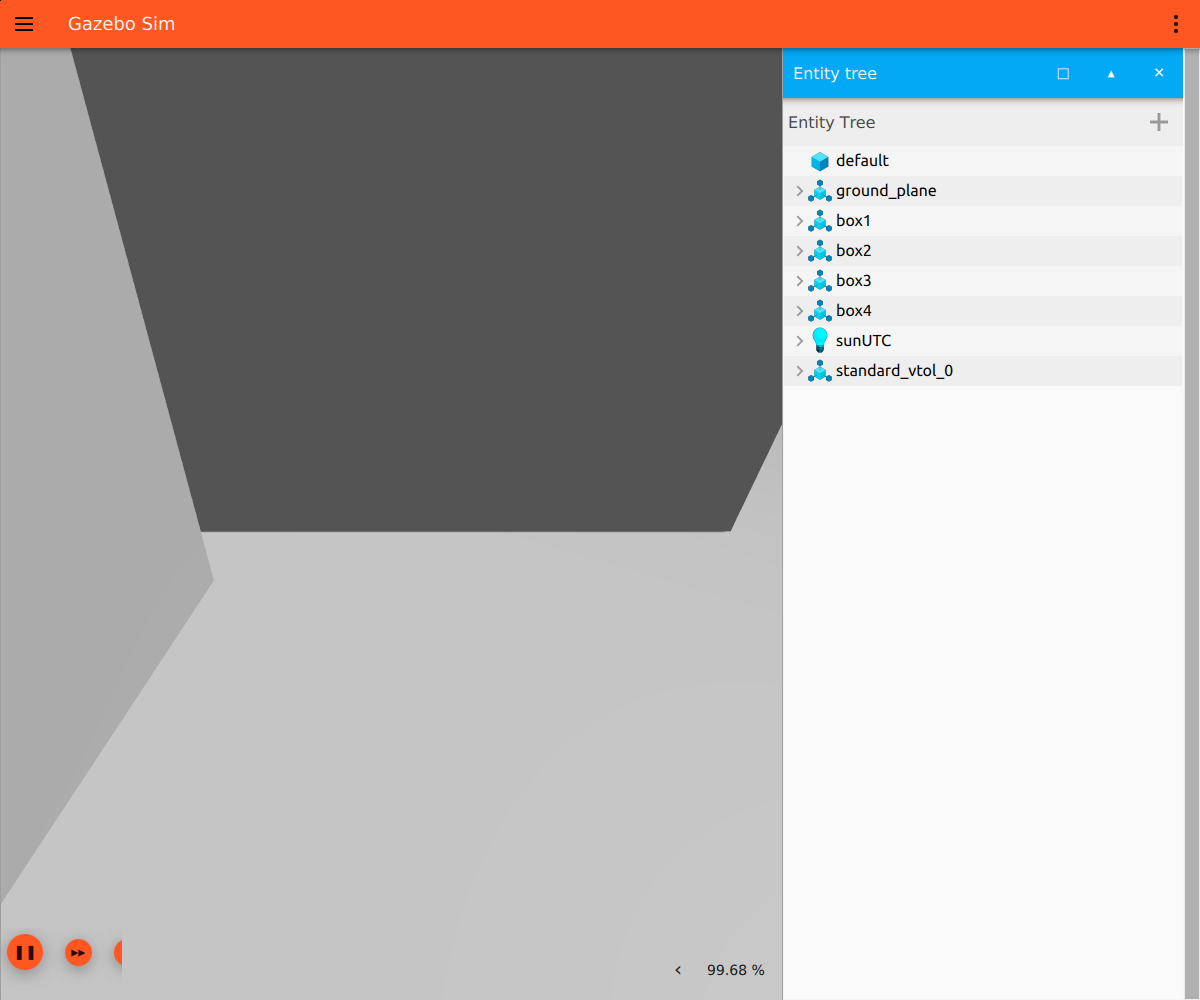 Gazebo Sim
Entity tree
Entity Tree
default
ground_plane
box1
box2
box3
box4
sunUTC
standard_vtol_0
99.68 %